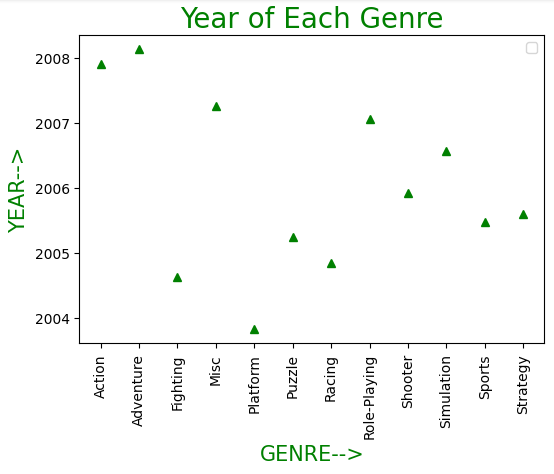 Year of Each Genre
2008
2007
2006
2005
2004
YEAR-->
Action
Adventure
Fighting
Misc
Platform
Puzzle
Racing
Role-Playing
Shooter
Simulation
Sports
Strategy
GENRE-->